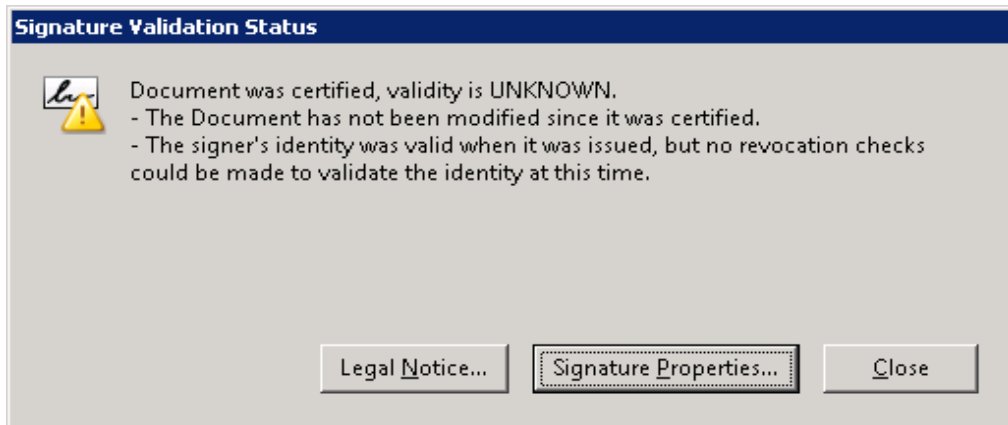 Signature Validation Status
Document was certified, validity is UNKNOWN.
- The Document has not been modified since it was certified.
- The signer's identity was valid when it was issued, but no revocation checks
could be made to validate the identity at this time.
Legal Notice... Signature Properties... Close